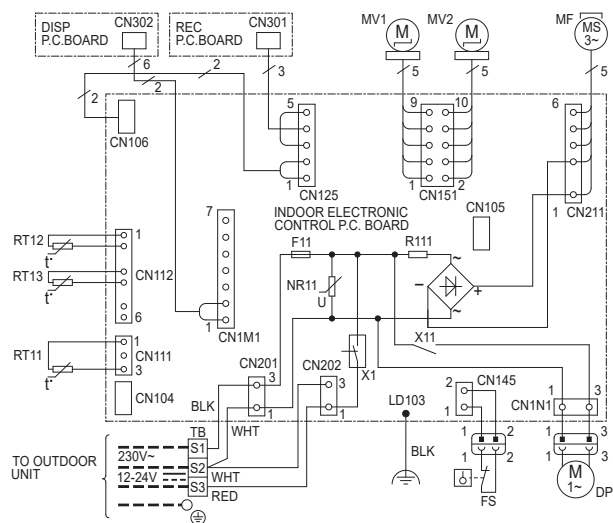 DISP
P.C.BOARD
CN302
REC
P.C.BOARD
CN301
MV1
MV2
MF
M
M
MS
3~
6
2
2
3
5
5
5
2
2
CN106
5
1
CN125
9
10
1
2
CN151
6
1
CN211
INDOOR ELECTRONIC
CONTROL P.C. BOARD
CN105
7
1
CN1M1
F11
R111
NR11
U
~
−
+
~
RT12
t°
RT13
t°
1
CN112
6
RT11
t°
1
CN111
3
CN104
X11
X1
CN201
3
1
CN202
3
1
LD103
CN145
2
1
1
3
CN1N1
BLK
WHT
TB
S1
S2
S3
WHT
RED
BLK
TO OUTDOOR
UNIT
230V~
12-24V
1
2
1
2
FS
1
3
1
3
M
1~
DP